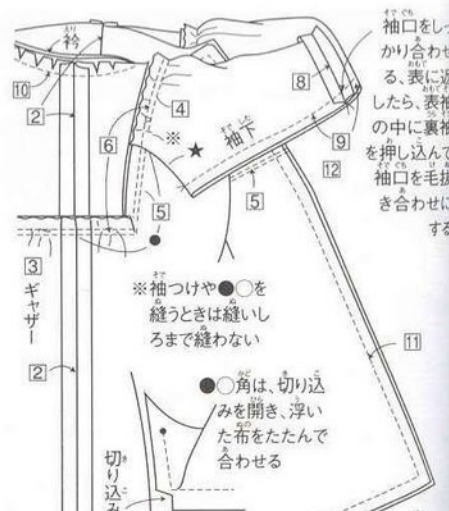 袖口をしっ
かり合わせ
る、表に返
したら、表袖
の中に裏袖
を押し込んで
袖口を毛抜
き合わせに
する
衿
10
2
6
4
※
★
袖下
8
9
12
5
5
●
3
ギャザー
※袖つけや●○を
縫うときは縫いし
ろまで縫わない
2
11
●○角は、切り込
みを開き、浮い
た布をたたんで
合わせる
切り込み